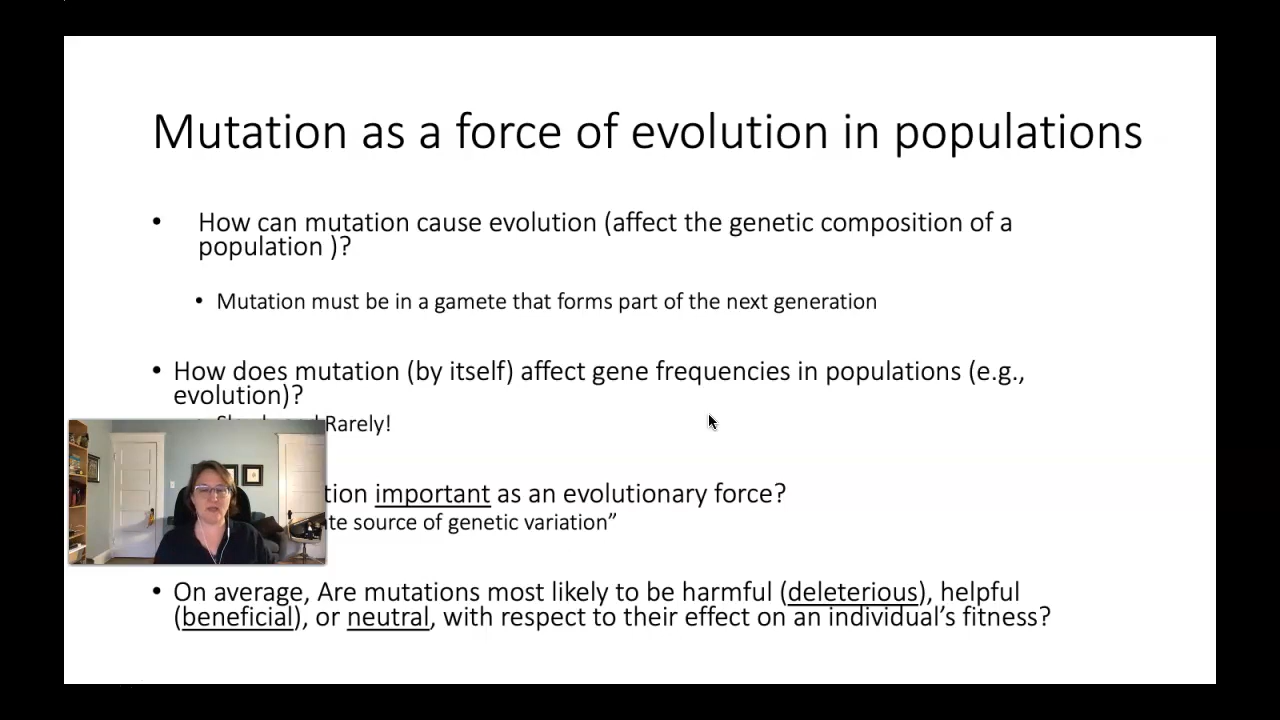 Mutation as a force of evolution in populations
• How can mutation cause evolution (affect the genetic composition of a
population )?
• Mutation must be in a gamete that forms part of the next generation
• How does mutation (by itself) affect gene frequencies in populations (e.g.,
evolution)?
Rarely!
tion important as an evolutionary force?
te source of genetic variation”
• On average, Are mutations most likely to be harmful (deleterious), helpful
(beneficial), or neutral, with respect to their effect on an individual’s fitness?